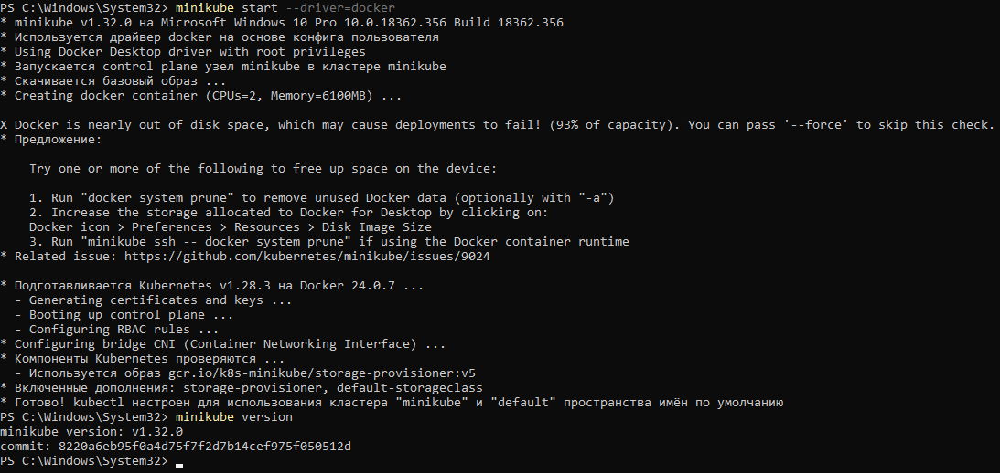 PS C:\Windows\System32> minikube start --driver=docker
* minikube v1.32.0 на Microsoft Windows 10 Pro 10.0.18362.356 Build 18362.356
* Используется драйвер docker на основе конфига пользователя
* Using Docker Desktop driver with root privileges
* Запускается control plane узел minikube в кластере minikube
* Скачивается базовый образ ...
* Creating docker container (CPUs=2, Memory=6100MB) ...

X Docker is nearly out of disk space, which may cause deployments to fail! (93% of capacity). You can pass '--force' to skip this check.
* Предложение:

    Try one or more of the following to free up space on the device:

    1. Run "docker system prune" to remove unused Docker data (optionally with "-a")
    2. Increase the storage allocated to Docker for Desktop by clicking on:
    Docker icon > Preferences > Resources > Disk Image Size
    3. Run "minikube ssh -- docker system prune" if using the Docker container runtime
* Related issue: https://github.com/kubernetes/minikube/issues/9024

* Подготавливается Kubernetes v1.28.3 на Docker 24.0.7 ...
  - Generating certificates and keys ...
  - Booting up control plane ...
  - Configuring RBAC rules ...
* Configuring bridge CNI (Container Networking Interface) ...
* Компоненты Kubernetes проверяются ...
  - Используется образ gcr.io/k8s-minikube/storage-provisioner:v5
* Включенные дополнения: storage-provisioner, default-storageclass
* Готово! kubectl настроен для использования кластера "minikube" и "default" пространства имён по умолчанию
PS C:\Windows\System32> minikube version
minikube version: v1.32.0
commit: 8220a6eb95f0a4d75f7f2d7b14cef975f050512d
PS C:\Windows\System32>